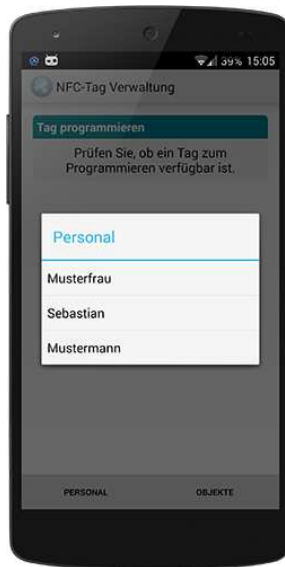 39% 15:05
NFC-Tag Verwaltung
Tag programmieren
Prüfen Sie, ob ein Tag zum
Programmieren verfügbar ist.
Personal
Musterfrau
Sebastian
Mustermann
PERSONAL OBJEKTE